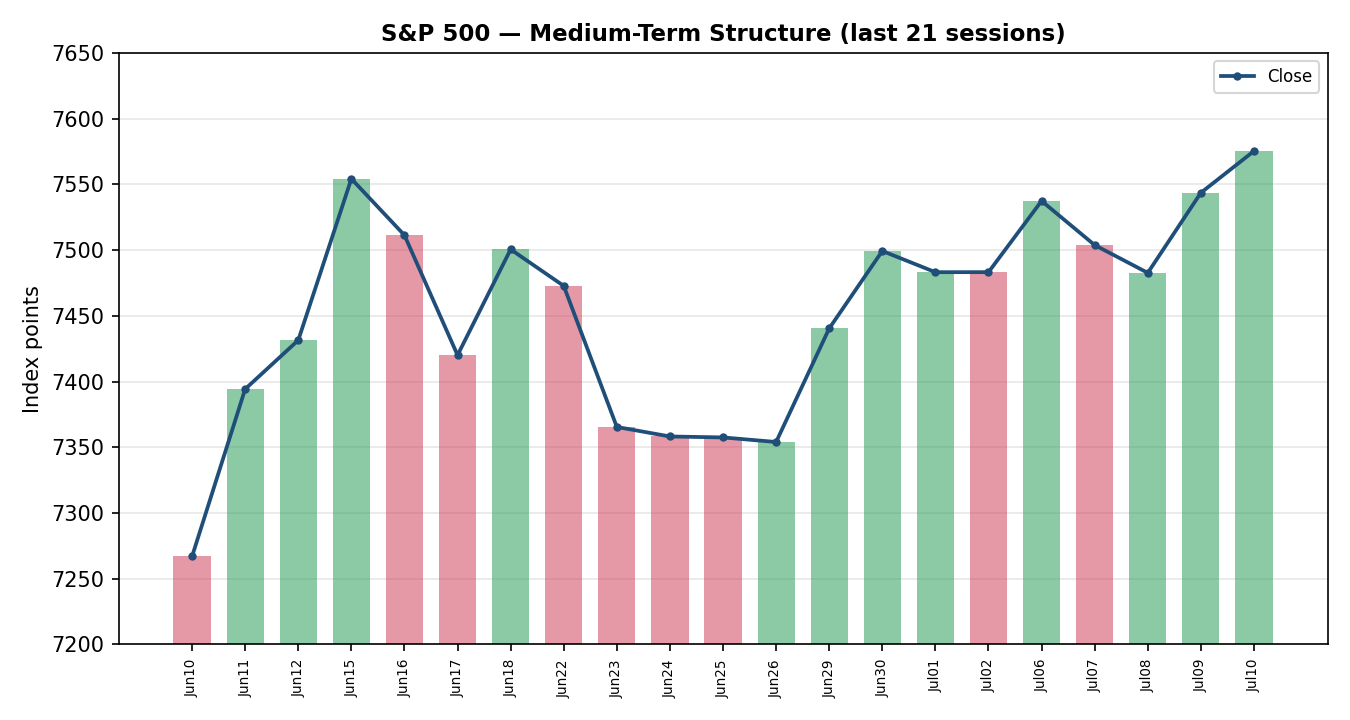 S&P 500 — Medium-Term Structure (last 21 sessions)
Close
Index points
7650
7600
7550
7500
7450
7400
7350
7300
7250
7200
Jun10
Jun11
Jun12
Jun15
Jun16
Jun17
Jun18
Jun22
Jun23
Jun24
Jun25
Jun26
Jun29
Jun30
Jul01
Jul02
Jul06
Jul07
Jul08
Jul09
Jul10